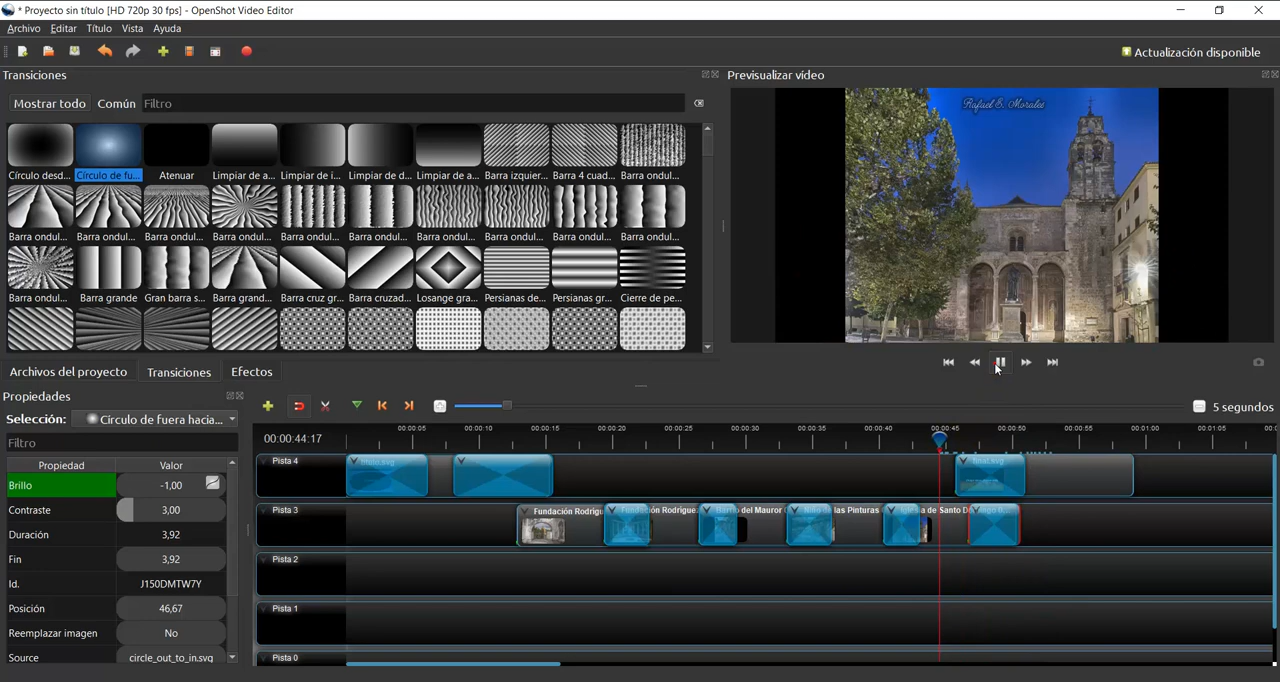 * Proyecto sin título [HD 720p 30 fps] - OpenShot Video Editor
Archivo Editar Título Vista Ayuda
Actualización disponible
Transiciones
Previsualizar vídeo
Mostrar todo Común Filtro
Rafael E. Morales
Círculo desd... Círculo de fu... Atenuar Limpiar de a... Limpiar de i... Limpiar de d... Limpiar de a... Barra izquier... Barra 4 cuad... Barra ondul...
Barra ondul... Barra ondul... Barra ondul... Barra ondul... Barra ondul... Barra ondul... Barra ondul... Barra ondul... Barra ondul... Barra ondul...
Barra ondul... Barra grande Gran barra s... Barra grand... Barra cruz gr... Barra cruzad... Losange gra... Persianas de... Persianas gr... Cierre de pe...
Archivos del proyecto Transiciones Efectos
Propiedades
Selección: Círculo de fuera hacia...
5 segundos
Filtro
00:00:44:17
00:00:05 00:00:10 00:00:15 00:00:20 00:00:25 00:00:30 00:00:35 00:00:40 00:00:45 00:00:50 00:00:55 00:01:00 00:01:05
Propiedad Valor
Brillo -1,00
Contraste 3,00
Duración 3,92
Fin 3,92
Id. J150DMTW7Y
Posición 46,67
Reemplazar imagen No
Source circle_out_to_in.svg
Pista 4 final.svg
Pista 3 Fundación Rodrigu Fundación Rodrigue. Barrio del Mauror las Pinturas Iglesia de Santo
Pista 2
Pista 1
Pista 0